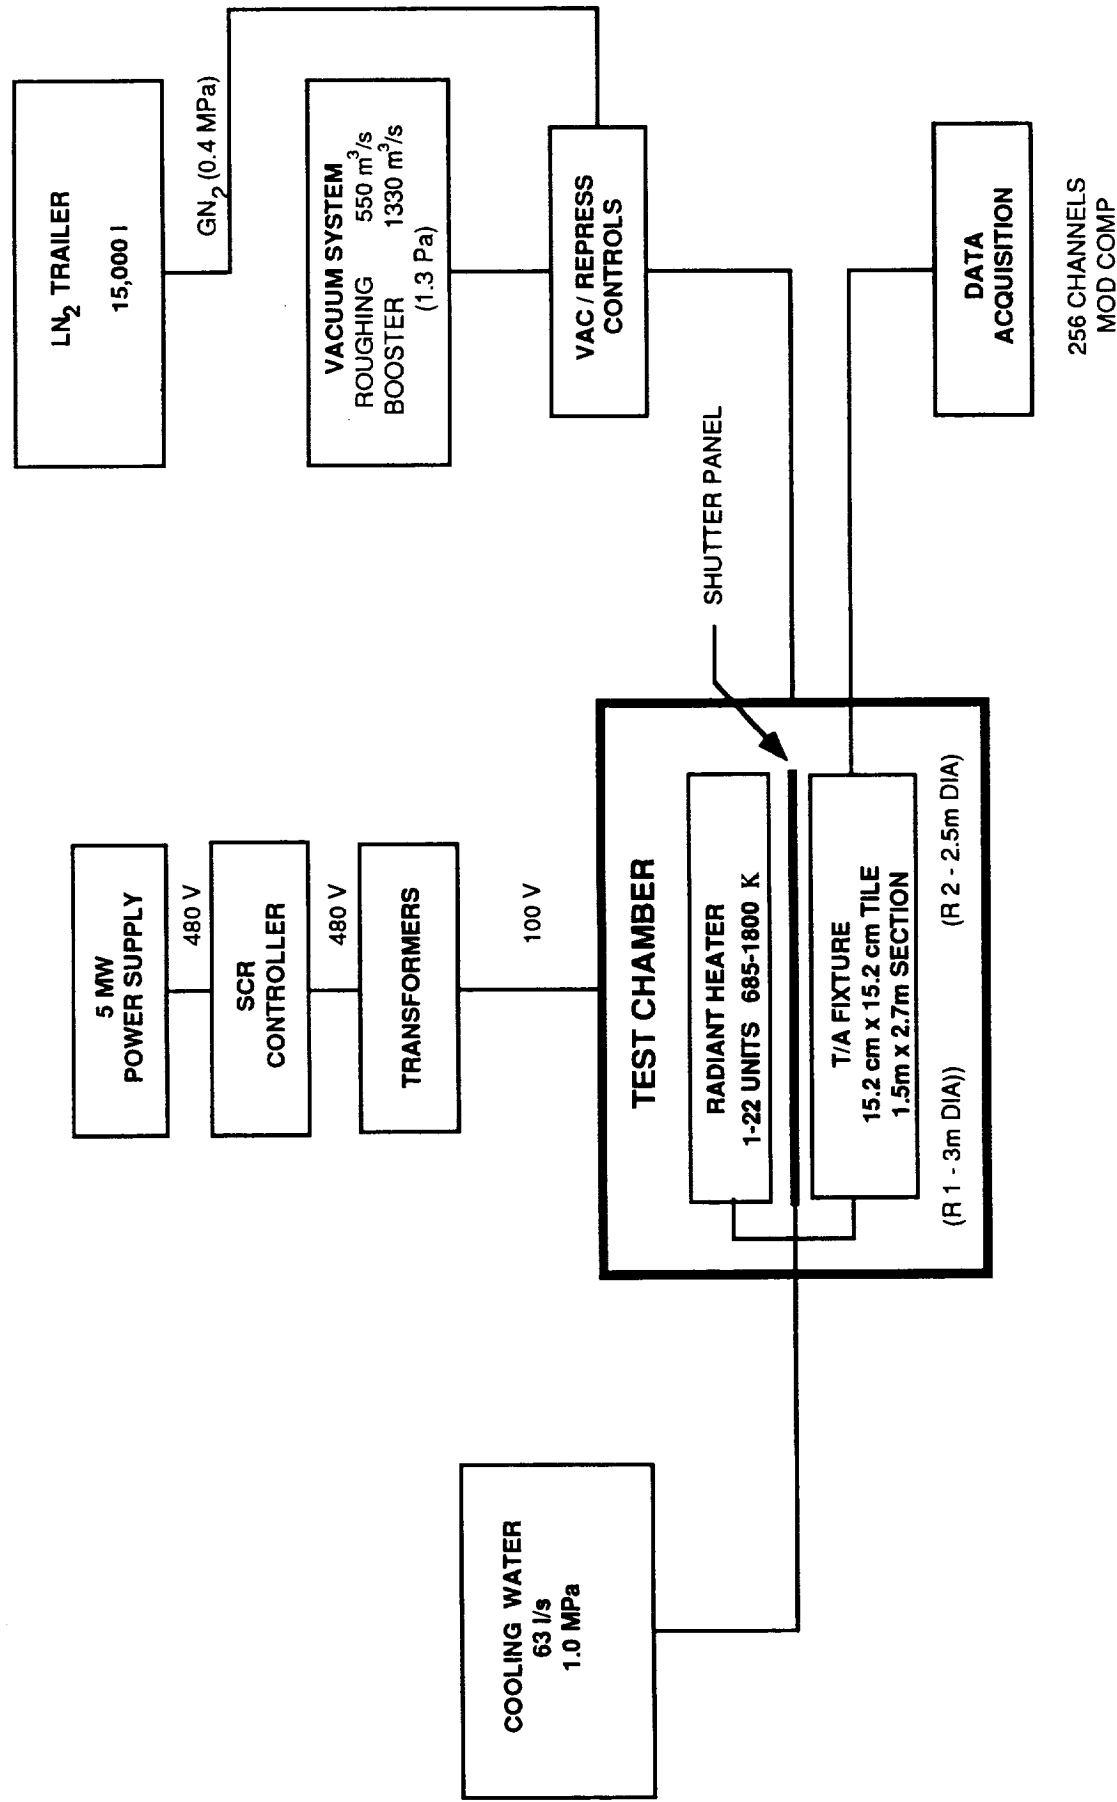 5 MW
POWER SUPPLY
480 V
SCR
CONTROLLER
480 V
TRANSFORMERS
100 V
LN2 TRAILER
15,000 l
GN2 (0.4 MPa)
VACUUM SYSTEM
ROUGHING 550 m³/s
BOOSTER 1330 m³/s
(1.3 Pa)
VAC / REPRESS
CONTROLS
COOLING WATER
63 l/s
1.0 MPa
SHUTTER PANEL
TEST CHAMBER
RADIANT HEATER
1-22 UNITS 685-1800 K
T/A FIXTURE
15.2 cm x 15.2 cm TILE
1.5m x 2.7m SECTION
(R 1 - 3m DIA)) (R 2 - 2.5m DIA)
DATA
ACQUISITION
256 CHANNELS
MOD COMP